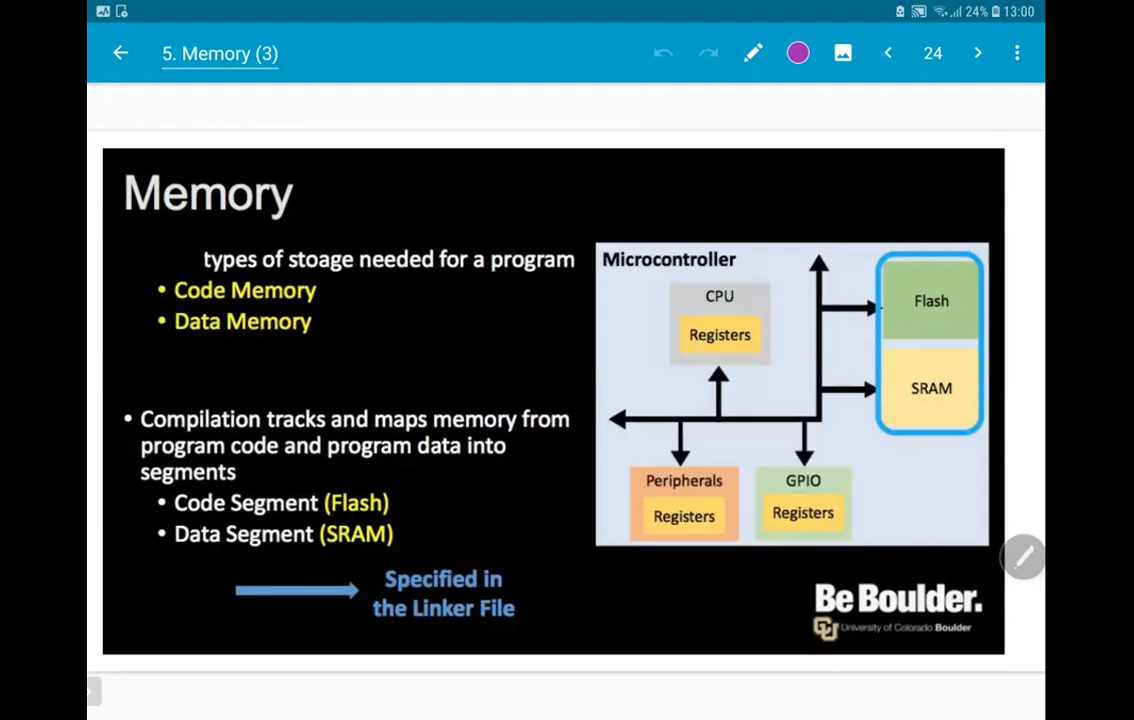 24% 13:00
5. Memory (3)
24
Memory
types of stoage needed for a program
• Code Memory
• Data Memory
• Compilation tracks and maps memory from
program code and program data into
segments
• Code Segment (Flash)
• Data Segment (SRAM)
Specified in
the Linker File
Microcontroller
CPU
Registers
Flash
SRAM
Peripherals
Registers
GPIO
Registers
Be Boulder.
CU University of Colorado Boulder